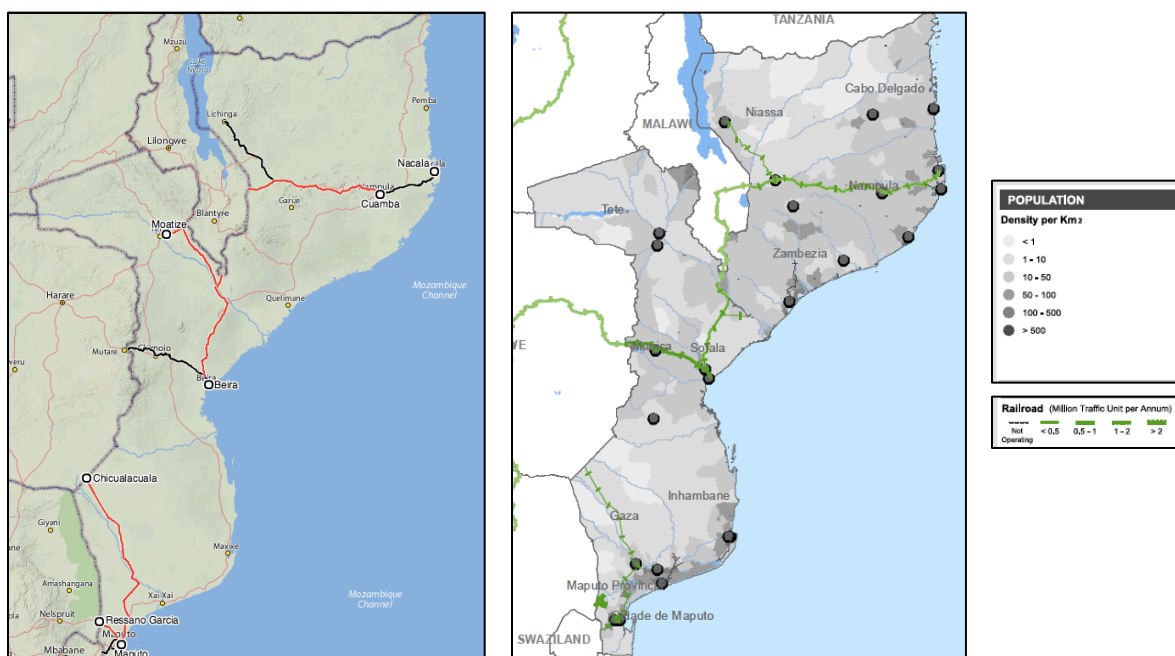 Mzuzu
Lake
Nyasa
Lichinga
Pemba
Lilongwe
Nacala
Cuamba
Garue
Blantyre
Moatize
Mozambique
Channel
Quelimane
Harare
Mutare
Beira
Chicualacuala
Giyani
Maxixe
Amashangana
Mozambique
Channel
Xai-Xai
Nelspruit
Ressano Garcia
Mbabane
Maputo
TANZANIA
Cabo Delgado
Niassa
MALAWI
Nampula
Tete
Zambezia
Manica
Sofala
WE
Inhambane
Gaza
Maputo Provinc
Cidade de Maputo
SWAZILAND
POPULATION
Density per Km2
< 1
1 - 10
10 - 50
50 - 100
100 - 500
> 500
Railroad (Million Traffic Unit per Annum)
Not < 0.5 0.5 - 1 1 - 2 > 2
Operating